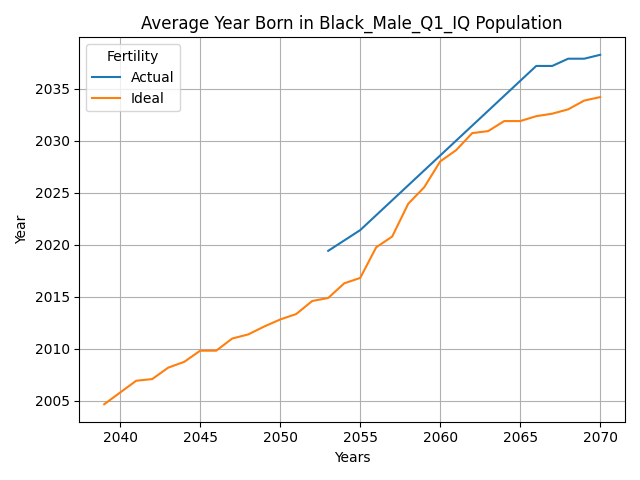 Average Year Born in Black_Male_Q1_IQ Population
Fertility
Actual
Ideal
2035
2030
2025
2020
2015
2010
2005
Year
2040 2045 2050 2055 2060 2065 2070
Years